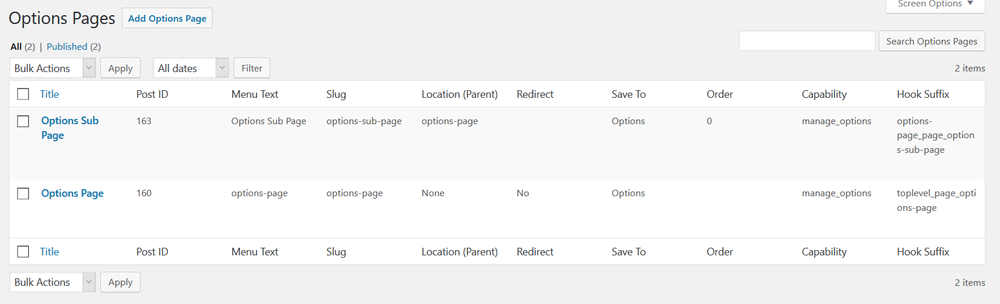 Screen Options
Options Pages Add Options Page
All (2) | Published (2)
Search Options Pages
Bulk Actions Apply All dates Filter 2 items
Title Post ID Menu Text Slug Location (Parent) Redirect Save To Order Capability Hook Suffix
Options Sub 163 Options Sub Page options-sub-page options-page Options 0 manage_options options-
Page page_page_option
s-sub-page
Options Page 160 options-page options-page None No Options manage_options toplevel_page_opti
ons-page
Title Post ID Menu Text Slug Location (Parent) Redirect Save To Order Capability Hook Suffix
Bulk Actions Apply 2 items